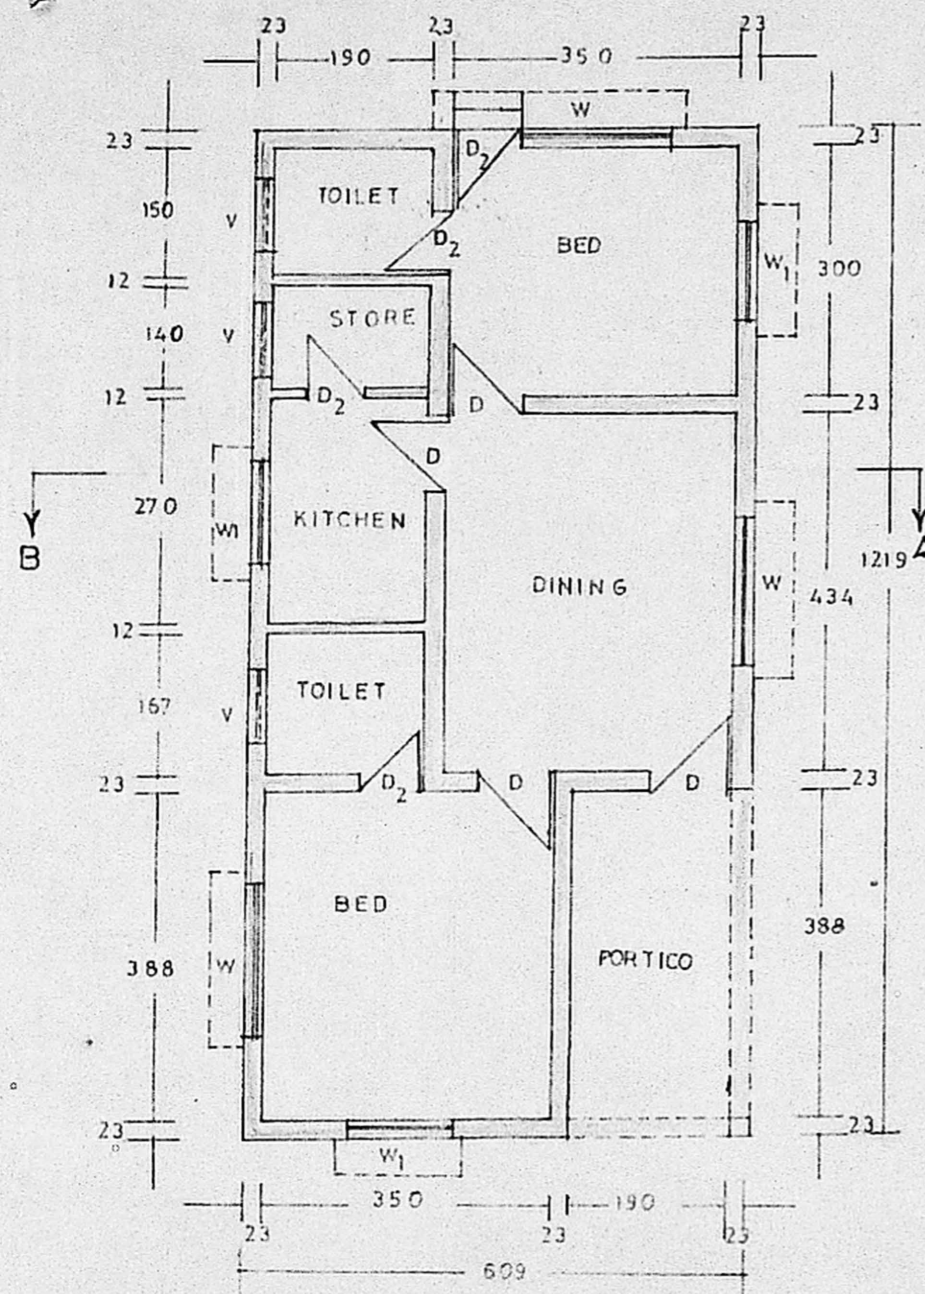 23 23 23
190 350
W
23 D2 23
TOILET
150 V D2 BED W1 300
12
STORE
140 V
12 D2 D 23
D
270 W1 KITCHEN
B A
DINING W 1219
434
12
TOILET
167 V
23 D2 D D 23
BED
388 W PORTICO 388
23 23
W1
350 190
23 23 23
609